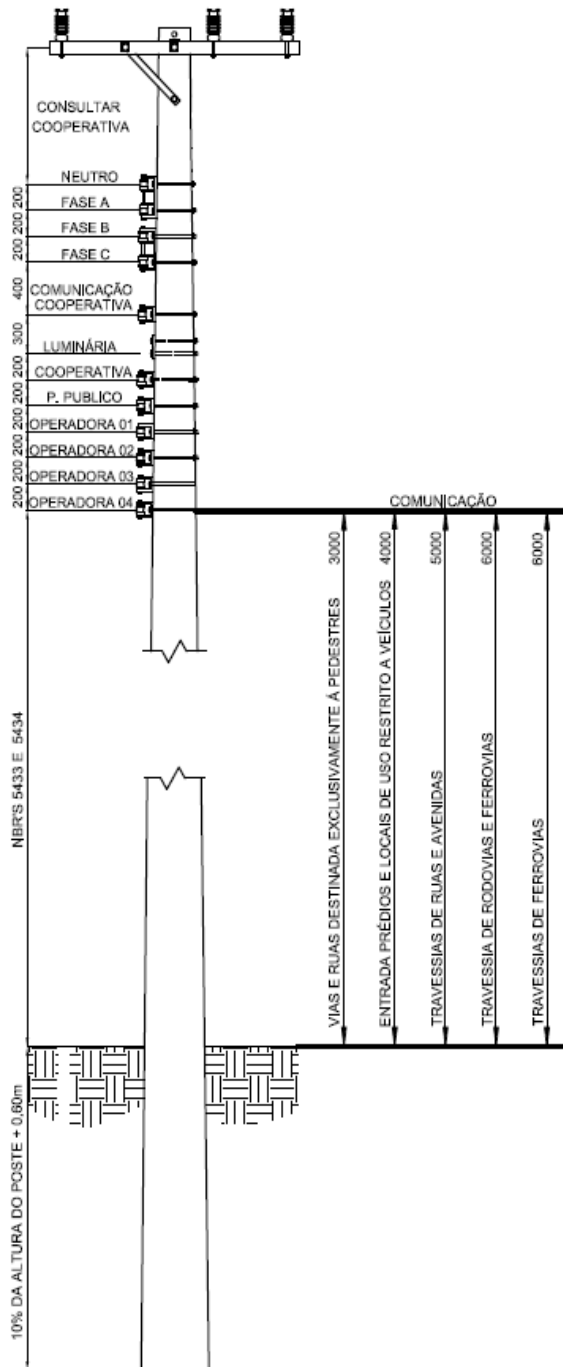 CONSULTAR
COOPERATIVA
NEUTRO
200
FASE A
200
FASE B
200
FASE C
400
COMUNICAÇÃO
COOPERATIVA
300
LUMINÁRIA
200
COOPERATIVA
200
P. PUBLICO
200
OPERADORA 01
200
OPERADORA 02
200
OPERADORA 03
200
OPERADORA 04
COMUNICAÇÃO
3000
4000
5000
6000
6000
VIAS E RUAS DESTINADA EXCLUSIVAMENTE Á PEDESTRES
ENTRADA PRÉDIOS E LOCAIS DE USO RESTRITO A VEÍCULOS
TRAVESSIAS DE RUAS E AVENIDAS
TRAVESSIA DE RODOVIAS E FERROVIAS
TRAVESSIAS DE FERROVIAS
NBR'S 5433 E 5434
10% DA ALTURA DO POSTE + 0,60m